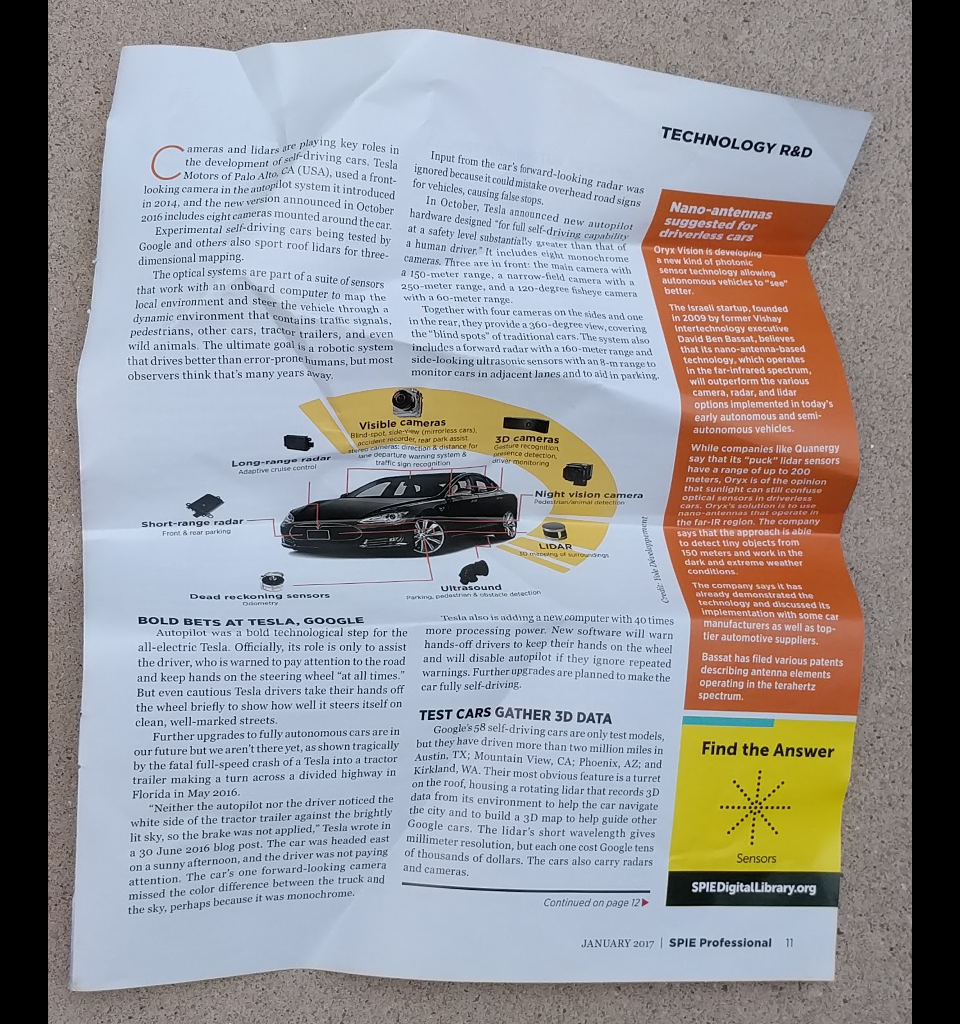 TECHNOLOGY R&D
Cameras and lidars are playing key roles in
the development of self-driving cars. Tesla
Motors of Palo Alto, CA (USA), used a front-
looking camera in the autopilot system it introduced
in 2014, and the new version announced in October
2016 includes eight cameras mounted around the car.
Experimental self-driving cars being tested by
Google and others also sport roof lidars for three-
dimensional mapping.
The optical systems are part of a suite of sensors
that work with an onboard computer to map the
local environment and steer the vehicle through a
dynamic environment that contains traffic signals,
pedestrians, other cars, tractor trailers, and even
wild animals. The ultimate goal is a robotic system
that drives better than error-prone humans, but most
observers think that's many years away.
Input from the car's forward-looking radar was
ignored because it could mistake overhead road signs
for vehicles, causing false stops.
In October, Tesla announced new autopilot
hardware designed "for full self-driving capability
at a safety level substantially greater than that of
a human driver." It includes eight monochrome
cameras. Three are in front: the main camera with
a 150-meter range, a narrow-field camera with a
250-meter range, and a 120-degree fisheye camera
with a 60-meter range.
Together with four cameras on the sides and one
in the rear, they provide a 360-degree view, covering
the "blind spots" of traditional cars. The system also
includes a forward radar with a 160-meter range and
side-looking ultrasonic sensors with an 8-m range to
monitor cars in adjacent lanes and to aid in parking.
Visible cameras
Blind-spot, side-view (mirrorless cars),
accident recorder, rear park assist
stereo cameras: direction & distance for
lane departure warning system &
traffic sign recognition
3D cameras
Gesture recognition,
presence detection,
driver monitoring
Long-range radar
Adaptive cruise control
Night vision camera
Pedestrian/animal detection
Short-range radar
Front & rear parking
LIDAR
3D mapping of surroundings
Ultrasound
Parking, pedestrian & obstacle detection
Dead reckoning sensors
Odometry
Credit: Yole Développement
BOLD BETS AT TESLA, GOOGLE
Autopilot was a bold technological step for the
all-electric Tesla. Officially, its role is only to assist
the driver, who is warned to pay attention to the road
and keep hands on the steering wheel "at all times."
But even cautious Tesla drivers take their hands off
the wheel briefly to show how well it steers itself on
clean, well-marked streets.
Further upgrades to fully autonomous cars are in
our future but we aren't there yet, as shown tragically
by the fatal full-speed crash of a Tesla into a tractor
trailer making a turn across a divided highway in
Florida in May 2016.
"Neither the autopilot nor the driver noticed the
white side of the tractor trailer against the brightly
lit sky, so the brake was not applied," Tesla wrote in
a 30 June 2016 blog post. The car was headed east
on a sunny afternoon, and the driver was not paying
attention. The car's one forward-looking camera
missed the color difference between the truck and
the sky, perhaps because it was monochrome.
Tesla also is adding a new computer with 40 times
more processing power. New software will warn
hands-off drivers to keep their hands on the wheel
and will disable autopilot if they ignore repeated
warnings. Further upgrades are planned to make the
car fully self-driving.
TEST CARS GATHER 3D DATA
Google's 58 self-driving cars are only test models,
but they have driven more than two million miles in
Austin, TX; Mountain View, CA; Phoenix, AZ; and
Kirkland, WA. Their most obvious feature is a turret
on the roof, housing a rotating lidar that records 3D
data from its environment to help the car navigate
the city and to build a 3D map to help guide other
Google cars. The lidar's short wavelength gives
millimeter resolution, but each one cost Google tens
of thousands of dollars. The cars also carry radars
and cameras.
Continued on page 12
Nano-antennas
suggested for
driverless cars
Oryx Vision is developing
a new kind of photonic
sensor technology allowing
autonomous vehicles to "see"
better.
The Israeli startup, founded
in 2009 by former Vishay
Intertechnology executive
David Ben Bassat, believes
that its nano-antenna-based
technology, which operates
in the far-infrared spectrum,
will outperform the various
camera, radar, and lidar
options implemented in today's
early autonomous and semi-
autonomous vehicles.
While companies like Quanergy
say that its "puck" lidar sensors
have a range of up to 200
meters, Oryx is of the opinion
that sunlight can still confuse
optical sensors in driverless
cars. Oryx's solution is to use
nano-antennas that operate in
the far-IR region. The company
says that the approach is able
to detect tiny objects from
150 meters and work in the
dark and extreme weather
conditions.
The company says it has
already demonstrated the
technology and discussed its
implementation with some car
manufacturers as well as top-
tier automotive suppliers.
Bassat has filed various patents
describing antenna elements
operating in the terahertz
spectrum.
Find the Answer
Sensors
SPIEDigitalLibrary.org
JANUARY 2017 | SPIE Professional 11